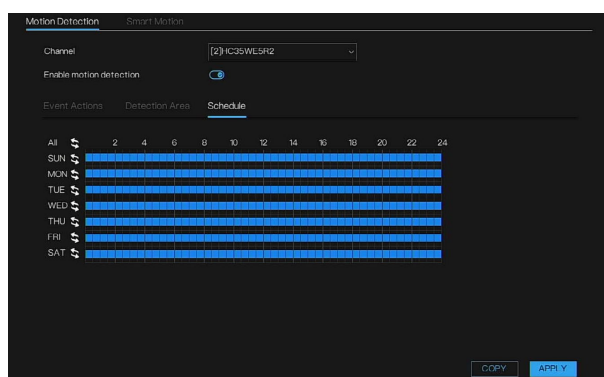 Motion Detection Smart Motion
Channel [2]HC35WE5R2
Enable motion detection
Event Actions Detection Area Schedule
All 2 4 6 8 10 12 14 16 18 20 22 24
SUN
MON
TUE
WED
THU
FRI
SAT
COPY APPLY